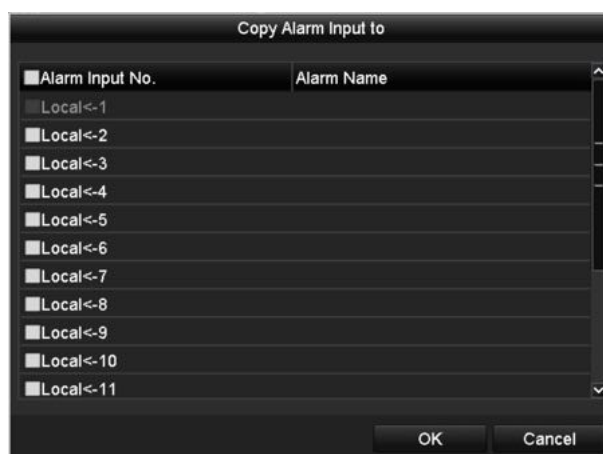 Copy Alarm Input to
Alarm Input No. Alarm Name
Local<-1
Local<-2
Local<-3
Local<-4
Local<-5
Local<-6
Local<-7
Local<-8
Local<-9
Local<-10
Local<-11
OK Cancel